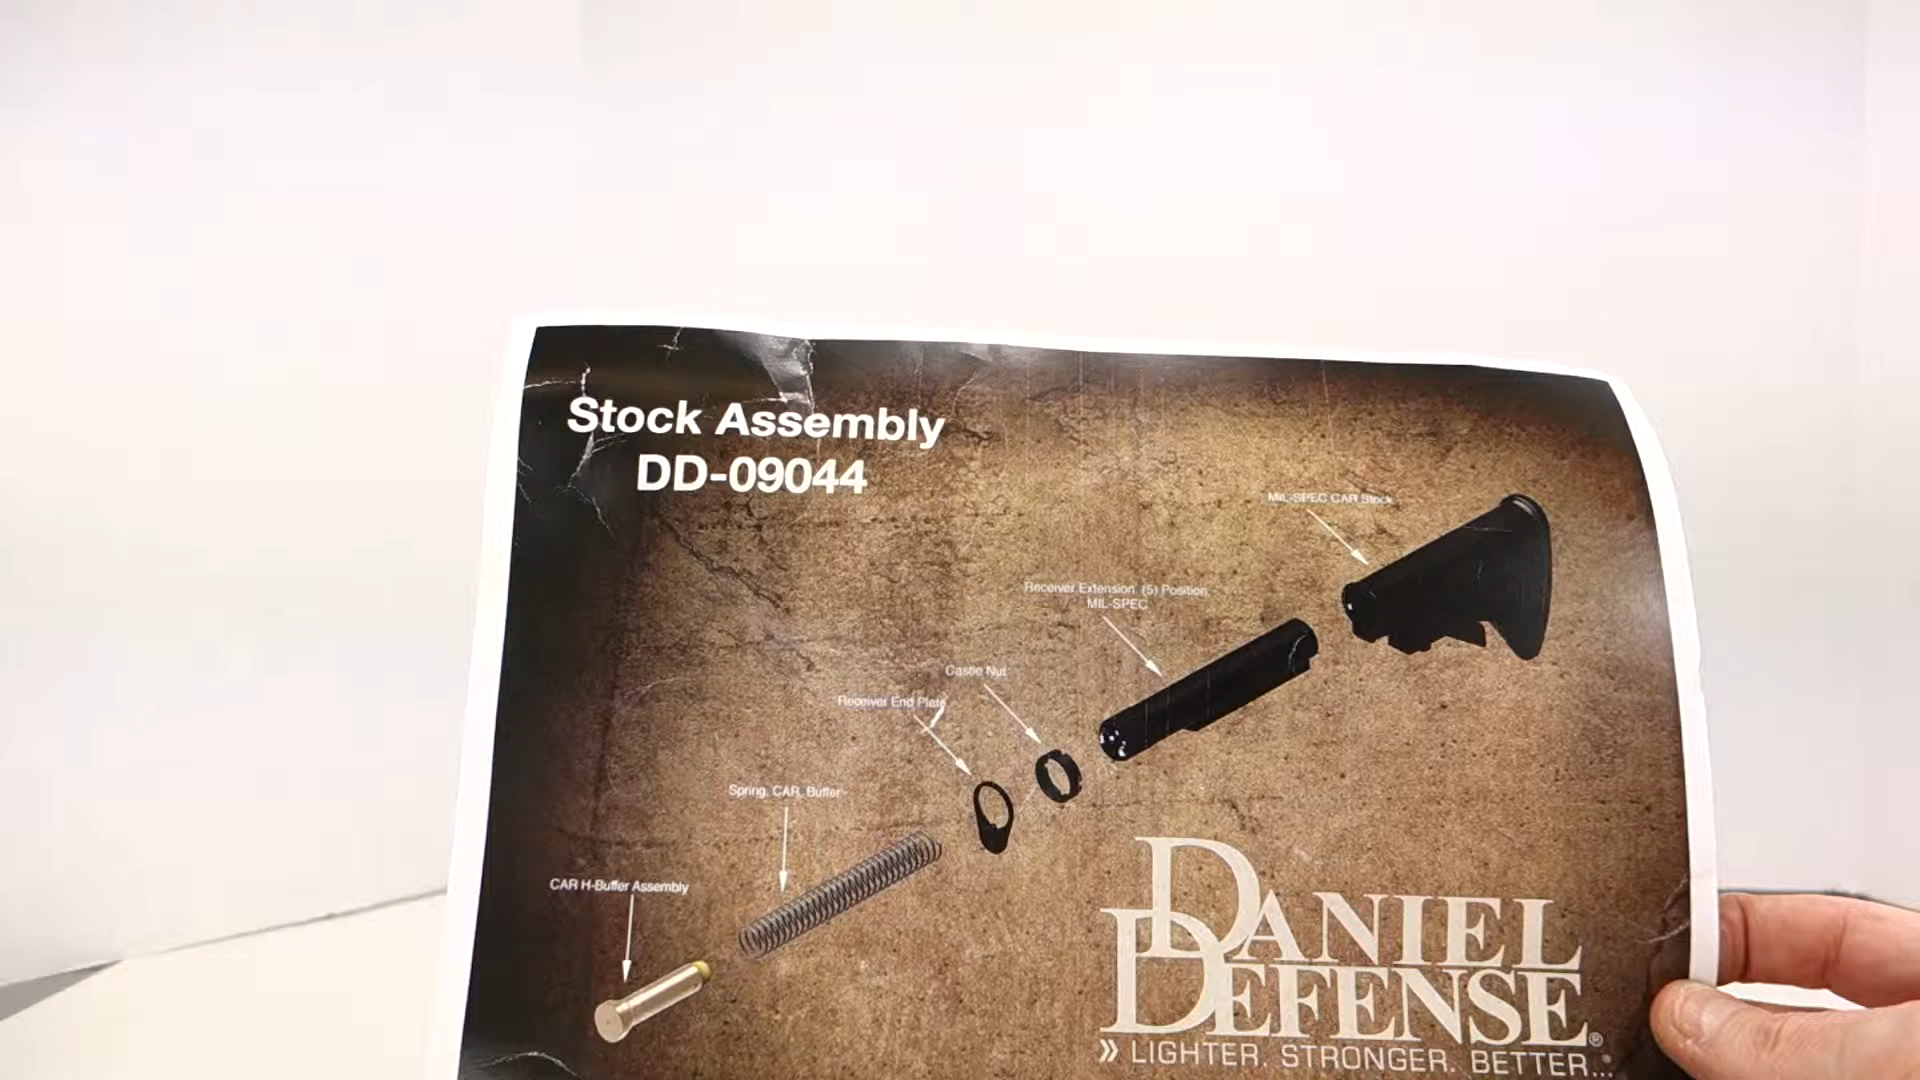 Stock Assembly
DD-09044
MIL-SPEC CAR Stock
Receiver Extension, (5) Position,
MIL-SPEC
Castle Nut
Receiver End Plate
Spring, CAR, Buffer
CAR H-Buffer Assembly
DANIEL
DEFENSE®
» LIGHTER. STRONGER. BETTER...®